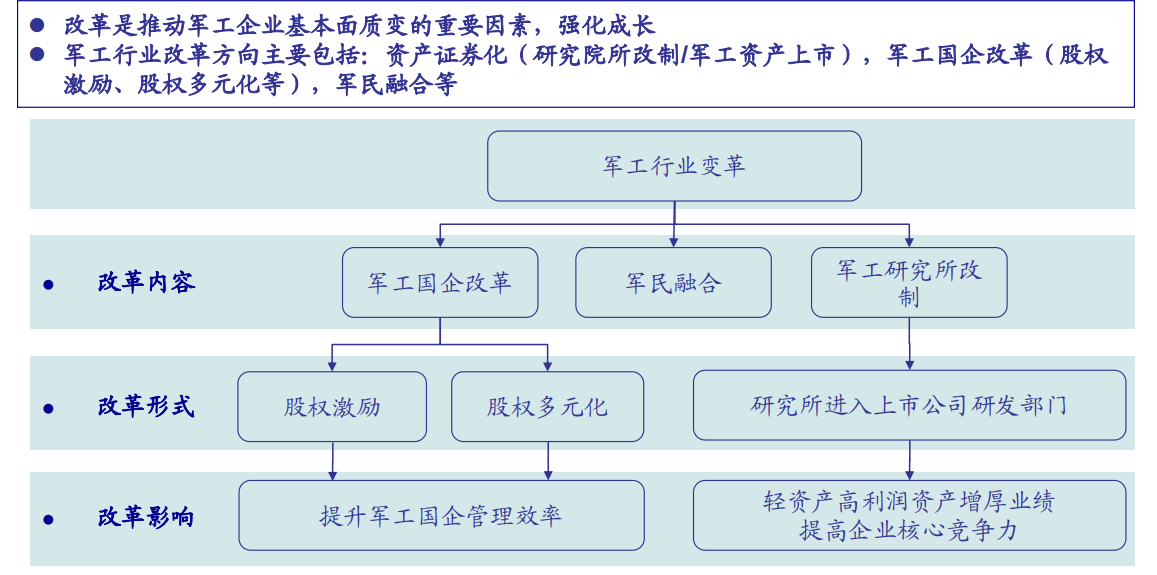 ● 改革是推动军工企业基本面质变的重要因素，强化成长
● 军工行业改革方向主要包括：资产证券化（研究院所改制/军工资产上市），军工国企改革（股权
激励、股权多元化等），军民融合等
军工行业变革
● 改革内容
军工国企改革
军民融合
军工研究所改
制
● 改革形式
股权激励
股权多元化
研究所进入上市公司研发部门
● 改革影响
提升军工国企管理效率
轻资产高利润资产增厚业绩
提高企业核心竞争力